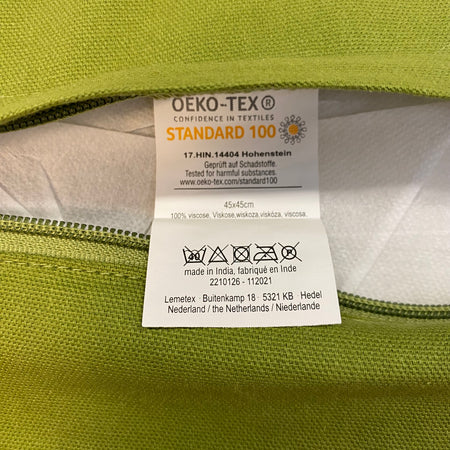 OEKO-TEX®
CONFIDENCE IN TEXTILES
STANDARD 100
17.HIN.14404 Hohenstein
Geprüft auf Schadstoffe.
Tested for harmful substances.
www.oeko-tex.com/standard100
45x45cm
100% viscose, Viskose,wiskoza,viskóza, viscosa,
made in India, fabriqué en Inde
2210126 - 112021
Lemetex · Buitenkamp 18 · 5321 KB · Hedel
Nederland / the Netherlands / Niederlande